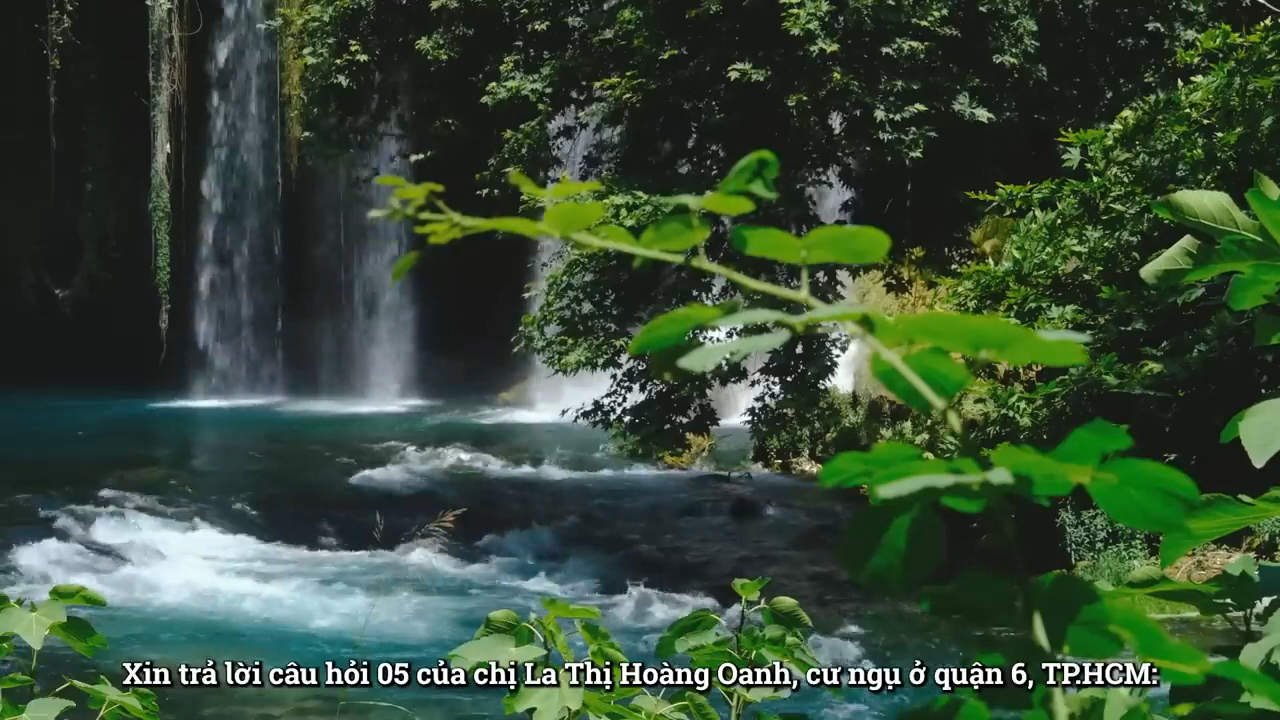 Xin trả lời câu hỏi 05 của chị La Thị Hoàng Oanh, cư ngụ ở quận 6, TP.HCM: